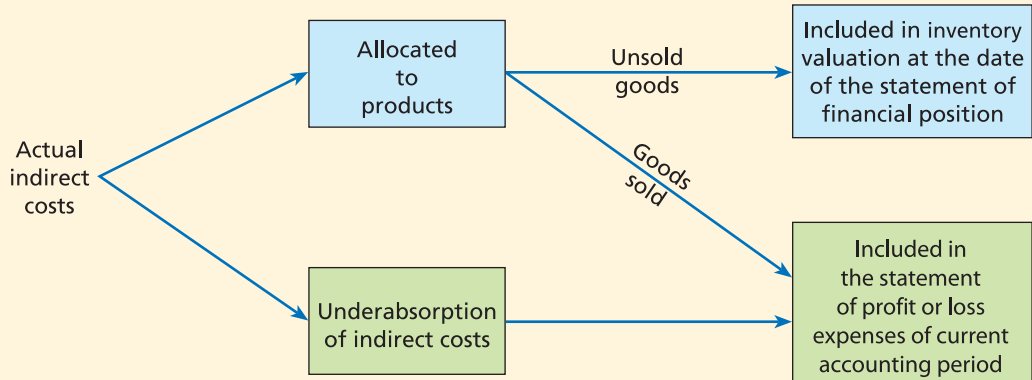 Actual
indirect
costs
Allocated
to
products
Unsold
goods
Included in inventory
valuation at the date
of the statement of
financial position
Goods
sold
Underabsorption
of indirect costs
Included in
the statement
of profit or loss
expenses of current
accounting period